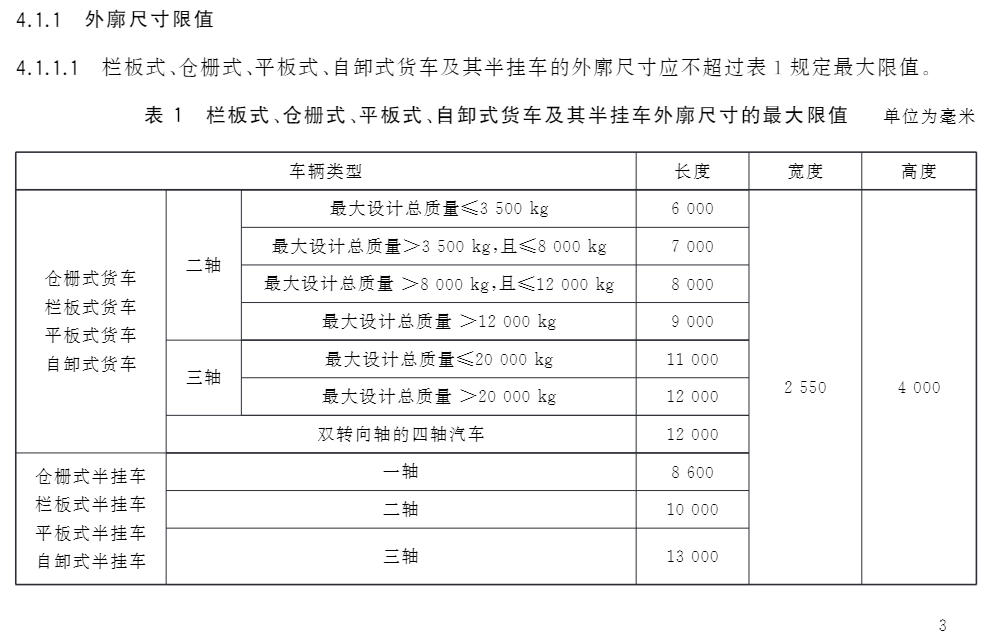 4.1.1 外廓尺寸限值
4.1.1.1 栏板式、仓栅式、平板式、自卸式货车及其半挂车的外廓尺寸应不超过表 1 规定最大限值。
表 1 栏板式、仓栅式、平板式、自卸式货车及其半挂车外廓尺寸的最大限值 单位为毫米
车辆类型 长度 宽度 高度
仓栅式货车
栏板式货车
平板式货车
自卸式货车
二轴
最大设计总质量≤3 500 kg 6 000
最大设计总质量>3 500 kg,且≤8 000 kg 7 000
最大设计总质量 >8 000 kg,且≤12 000 kg 8 000
最大设计总质量 >12 000 kg 9 000
三轴
最大设计总质量≤20 000 kg 11 000
最大设计总质量 >20 000 kg 12 000
双转向轴的四轴汽车 12 000
仓栅式半挂车
栏板式半挂车
平板式半挂车
自卸式半挂车
一轴 8 600
二轴 10 000
三轴 13 000
2 550 4 000
3